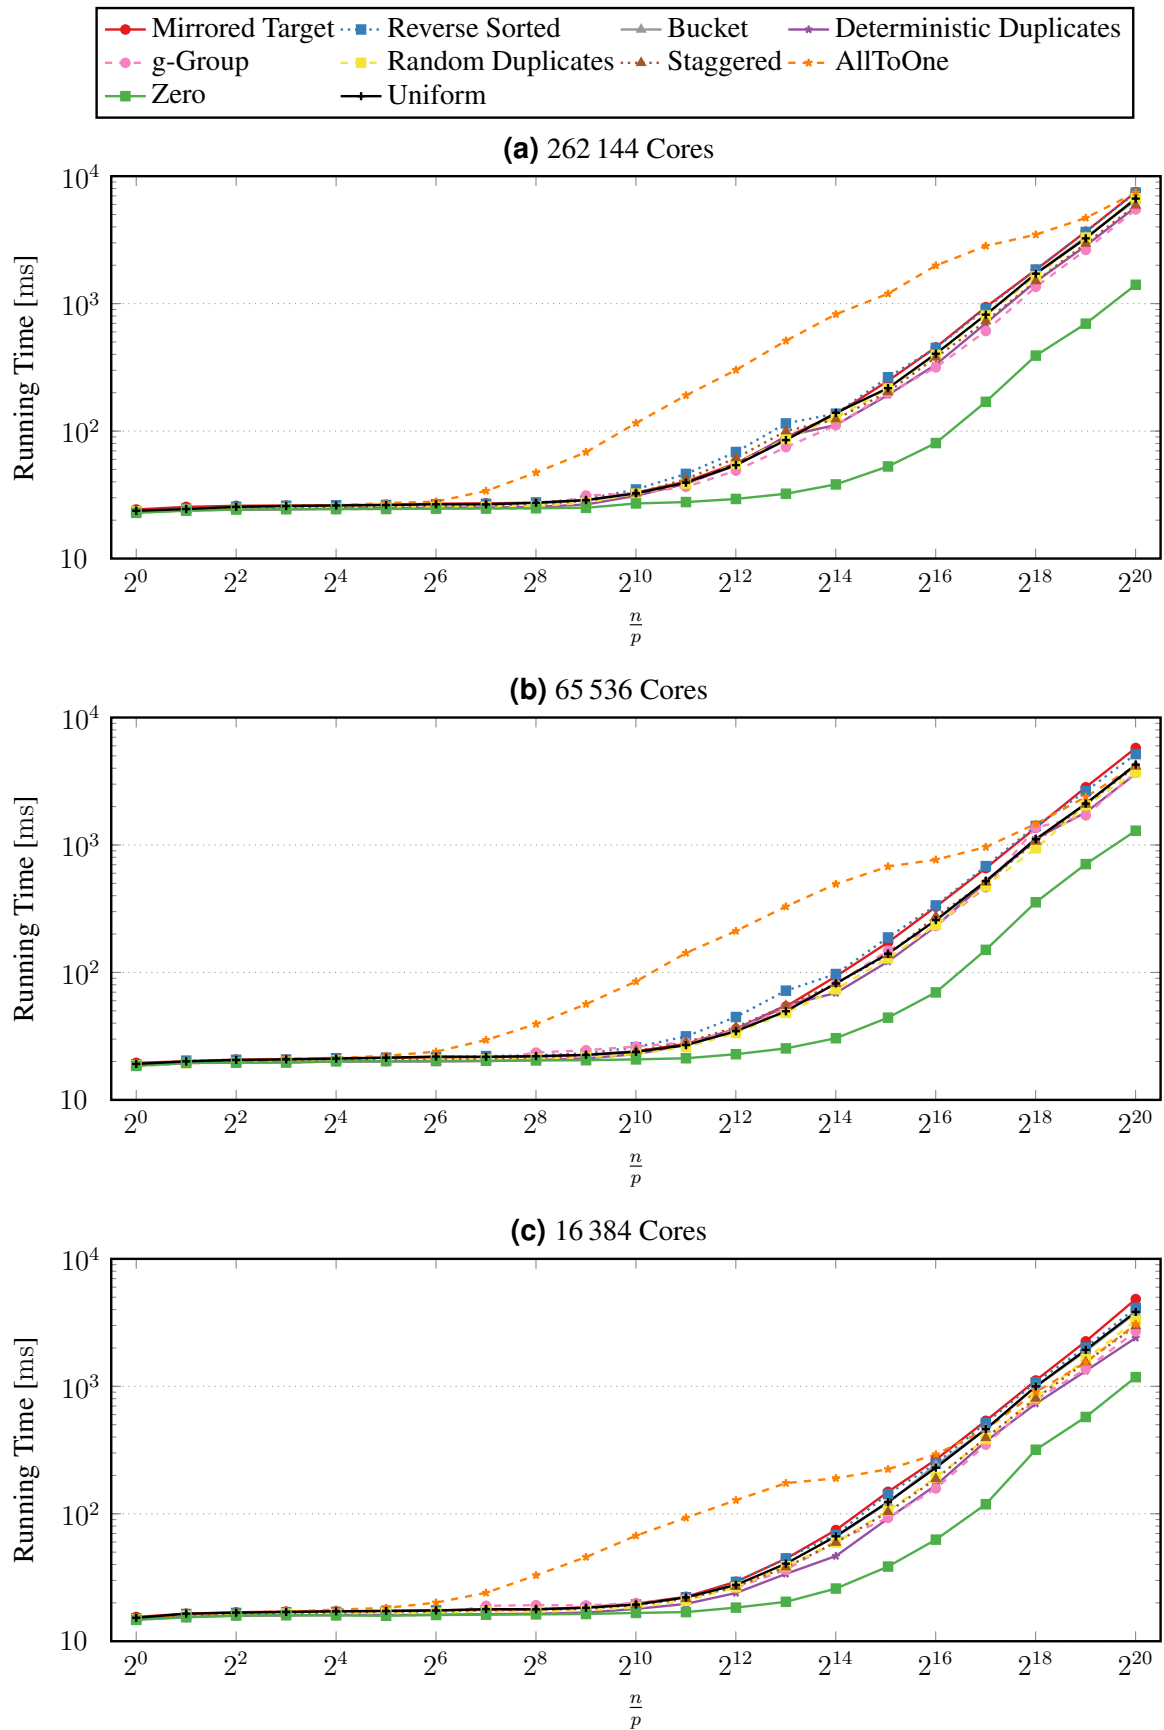 Mirrored Target Reverse Sorted Bucket Deterministic Duplicates
g-Group Random Duplicates Staggered AllToOne
Zero Uniform
(a) 262 144 Cores
10^4
10^3
10^2
10
Running Time [ms]
2^0 2^2 2^4 2^6 2^8 2^10 2^12 2^14 2^16 2^18 2^20
n/p
(b) 65 536 Cores
10^4
10^3
10^2
10
Running Time [ms]
2^0 2^2 2^4 2^6 2^8 2^10 2^12 2^14 2^16 2^18 2^20
n/p
(c) 16 384 Cores
10^4
10^3
10^2
10
Running Time [ms]
2^0 2^2 2^4 2^6 2^8 2^10 2^12 2^14 2^16 2^18 2^20
n/p